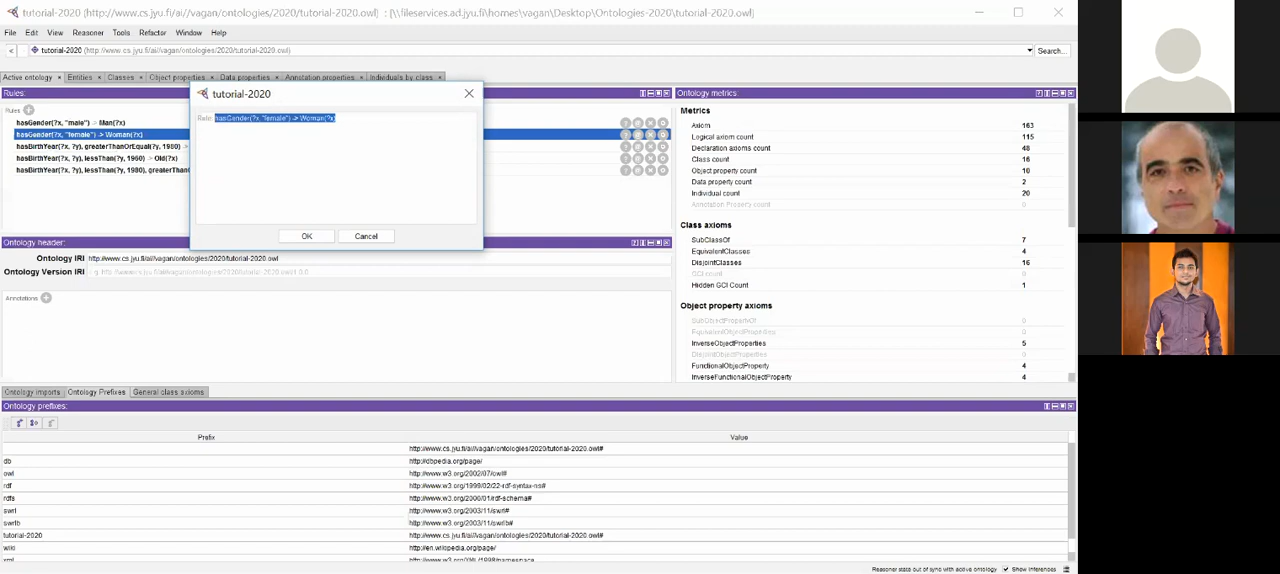 tutorial-2020 (http://www.cs.jyu.fi/ai/vagan/ontologies/2020/tutorial-2020.owl) : [\\fileservices.ad.jyu.fi\homes\vagan\Desktop\Ontologies-2020\tutorial-2020.owl]
File Edit View Reasoner Tools Refactor Window Help
< tutorial-2020 (http://www.cs.jyu.fi/ai/vagan/ontologies/2020/tutorial-2020.owl) Search...
Active ontology × Entities × Classes × Object properties × Data properties × Annotation properties × Individuals by class ×
Rules:
Rules
hasGender(?x, "male") -> Man(?x)
hasGender(?x, "female") -> Woman(?x)
hasBirthYear(?x, ?y), greaterThanOrEqual(?y, 1980)
hasBirthYear(?x, ?y), lessThan(?y, 1960) -> Old(?x)
hasBirthYear(?x, ?y), lessThan(?y, 1980), greaterTh
tutorial-2020
Rule: hasGender(?x, "female") -> Woman(?x)
OK Cancel
Ontology header:
Ontology IRI http://www.cs.jyu.fi/ai/vagan/ontologies/2020/tutorial-2020.owl
Ontology Version IRI
Annotations
Ontology metrics:
Metrics
Axiom 163
Logical axiom count 115
Declaration axioms count 48
Class count 16
Object property count 10
Data property count 2
Individual count 20
Annotation Property count 0
Class axioms
SubClassOf 7
EquivalentClasses 4
DisjointClasses 16
GCI count 0
Hidden GCI Count 1
Object property axioms
SubObjectPropertyOf 0
EquivalentObjectProperties 0
InverseObjectProperties 5
DisjointObjectProperties 0
FunctionalObjectProperty 4
InverseFunctionalObjectProperty 4
Ontology imports Ontology Prefixes General class axioms
Ontology prefixes:
Prefix Value
http://www.cs.jyu.fi/ai/vagan/ontologies/2020/tutorial-2020.owl#
db http://dbpedia.org/page/
owl http://www.w3.org/2002/07/owl#
rdf http://www.w3.org/1999/02/22-rdf-syntax-ns#
rdfs http://www.w3.org/2000/01/rdf-schema#
swrl http://www.w3.org/2003/11/swrl#
swrlb http://www.w3.org/2003/11/swrlb#
tutorial-2020 http://www.cs.jyu.fi/ai/vagan/ontologies/2020/tutorial-2020.owl#
wiki http://en.wikipedia.org/page/
xml http://www.w3.org/XML/1998/namespace
Reasoner state out of sync with active ontology Show Inferences